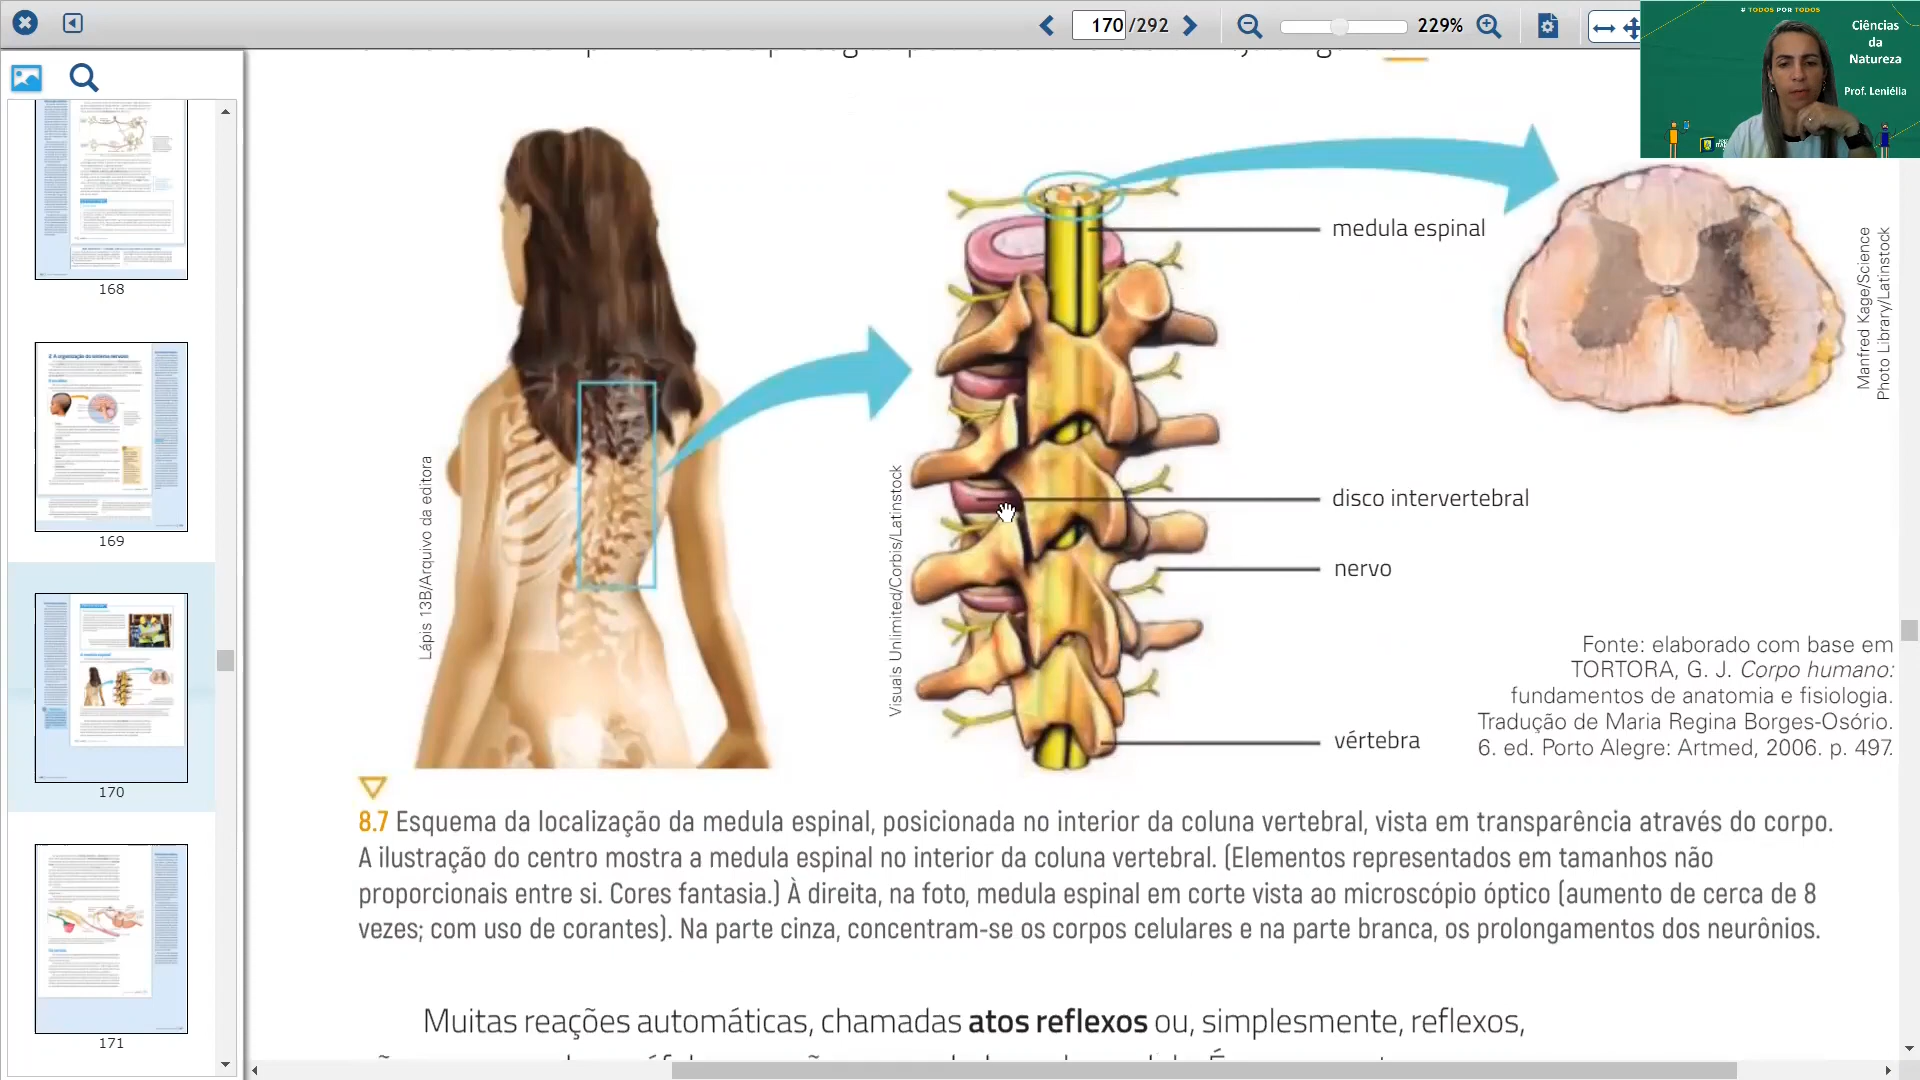 170 /292
229%
# TODOS POR TODOS
Ciências
da
Natureza
Prof. Leniélia
168
169
170
171
medula espinal
disco intervertebral
nervo
vértebra
Lápis 13B/Arquivo da editora
Visuals Unlimited/Corbis/Latinstock
Manfred Kage/Science
Photo Library/Latinstock
Fonte: elaborado com base em
TORTORA, G. J. Corpo humano:
fundamentos de anatomia e fisiologia.
Tradução de Maria Regina Borges-Osório.
6. ed. Porto Alegre: Artmed, 2006. p. 497.
8.7 Esquema da localização da medula espinal, posicionada no interior da coluna vertebral, vista em transparência através do corpo.
A ilustração do centro mostra a medula espinal no interior da coluna vertebral. (Elementos representados em tamanhos não
proporcionais entre si. Cores fantasia.) À direita, na foto, medula espinal em corte vista ao microscópio óptico (aumento de cerca de 8
vezes; com uso de corantes). Na parte cinza, concentram-se os corpos celulares e na parte branca, os prolongamentos dos neurônios.
Muitas reações automáticas, chamadas atos reflexos ou, simplesmente, reflexos,